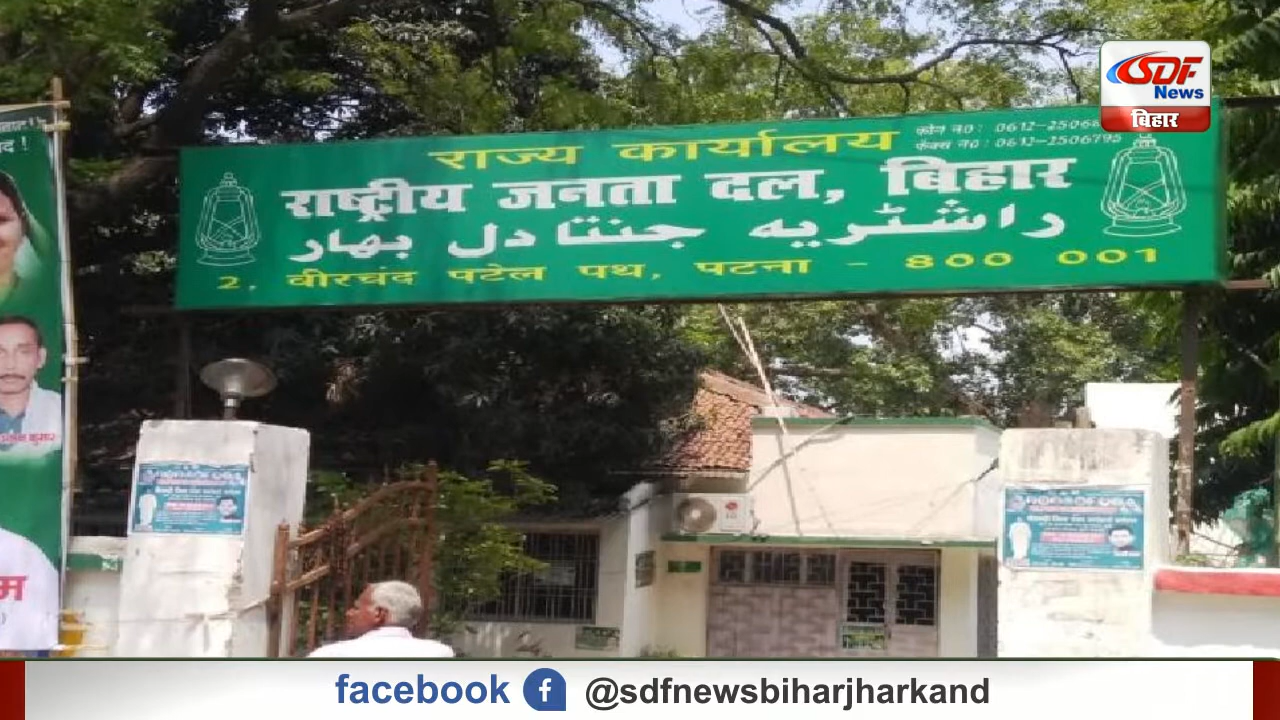 SDF
News
बिहार
राज्य कार्यालय
फोन न0 : 0612-2506
फैक्स न0 : 0612-2506795
राष्ट्रीय जनता दल, बिहार
راشٹریہ جنتا دل بھار
2, वीरचंद पटेल पथ, पटना - 800 001
कुमार
म
facebook f @sdfnewsbiharjharkand